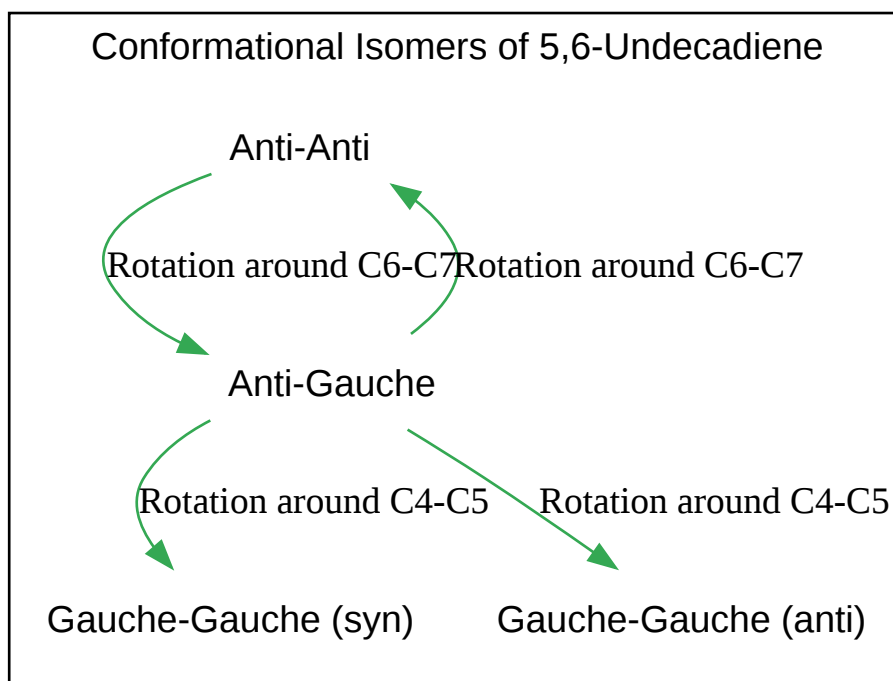 Conformational Isomers of 5,6-Undecadiene
Anti-Anti
Rotation around C6-C7
Rotation around C6-C7
Anti-Gauche
Rotation around C4-C5
Rotation around C4-C5
Gauche-Gauche (syn)
Gauche-Gauche (anti)